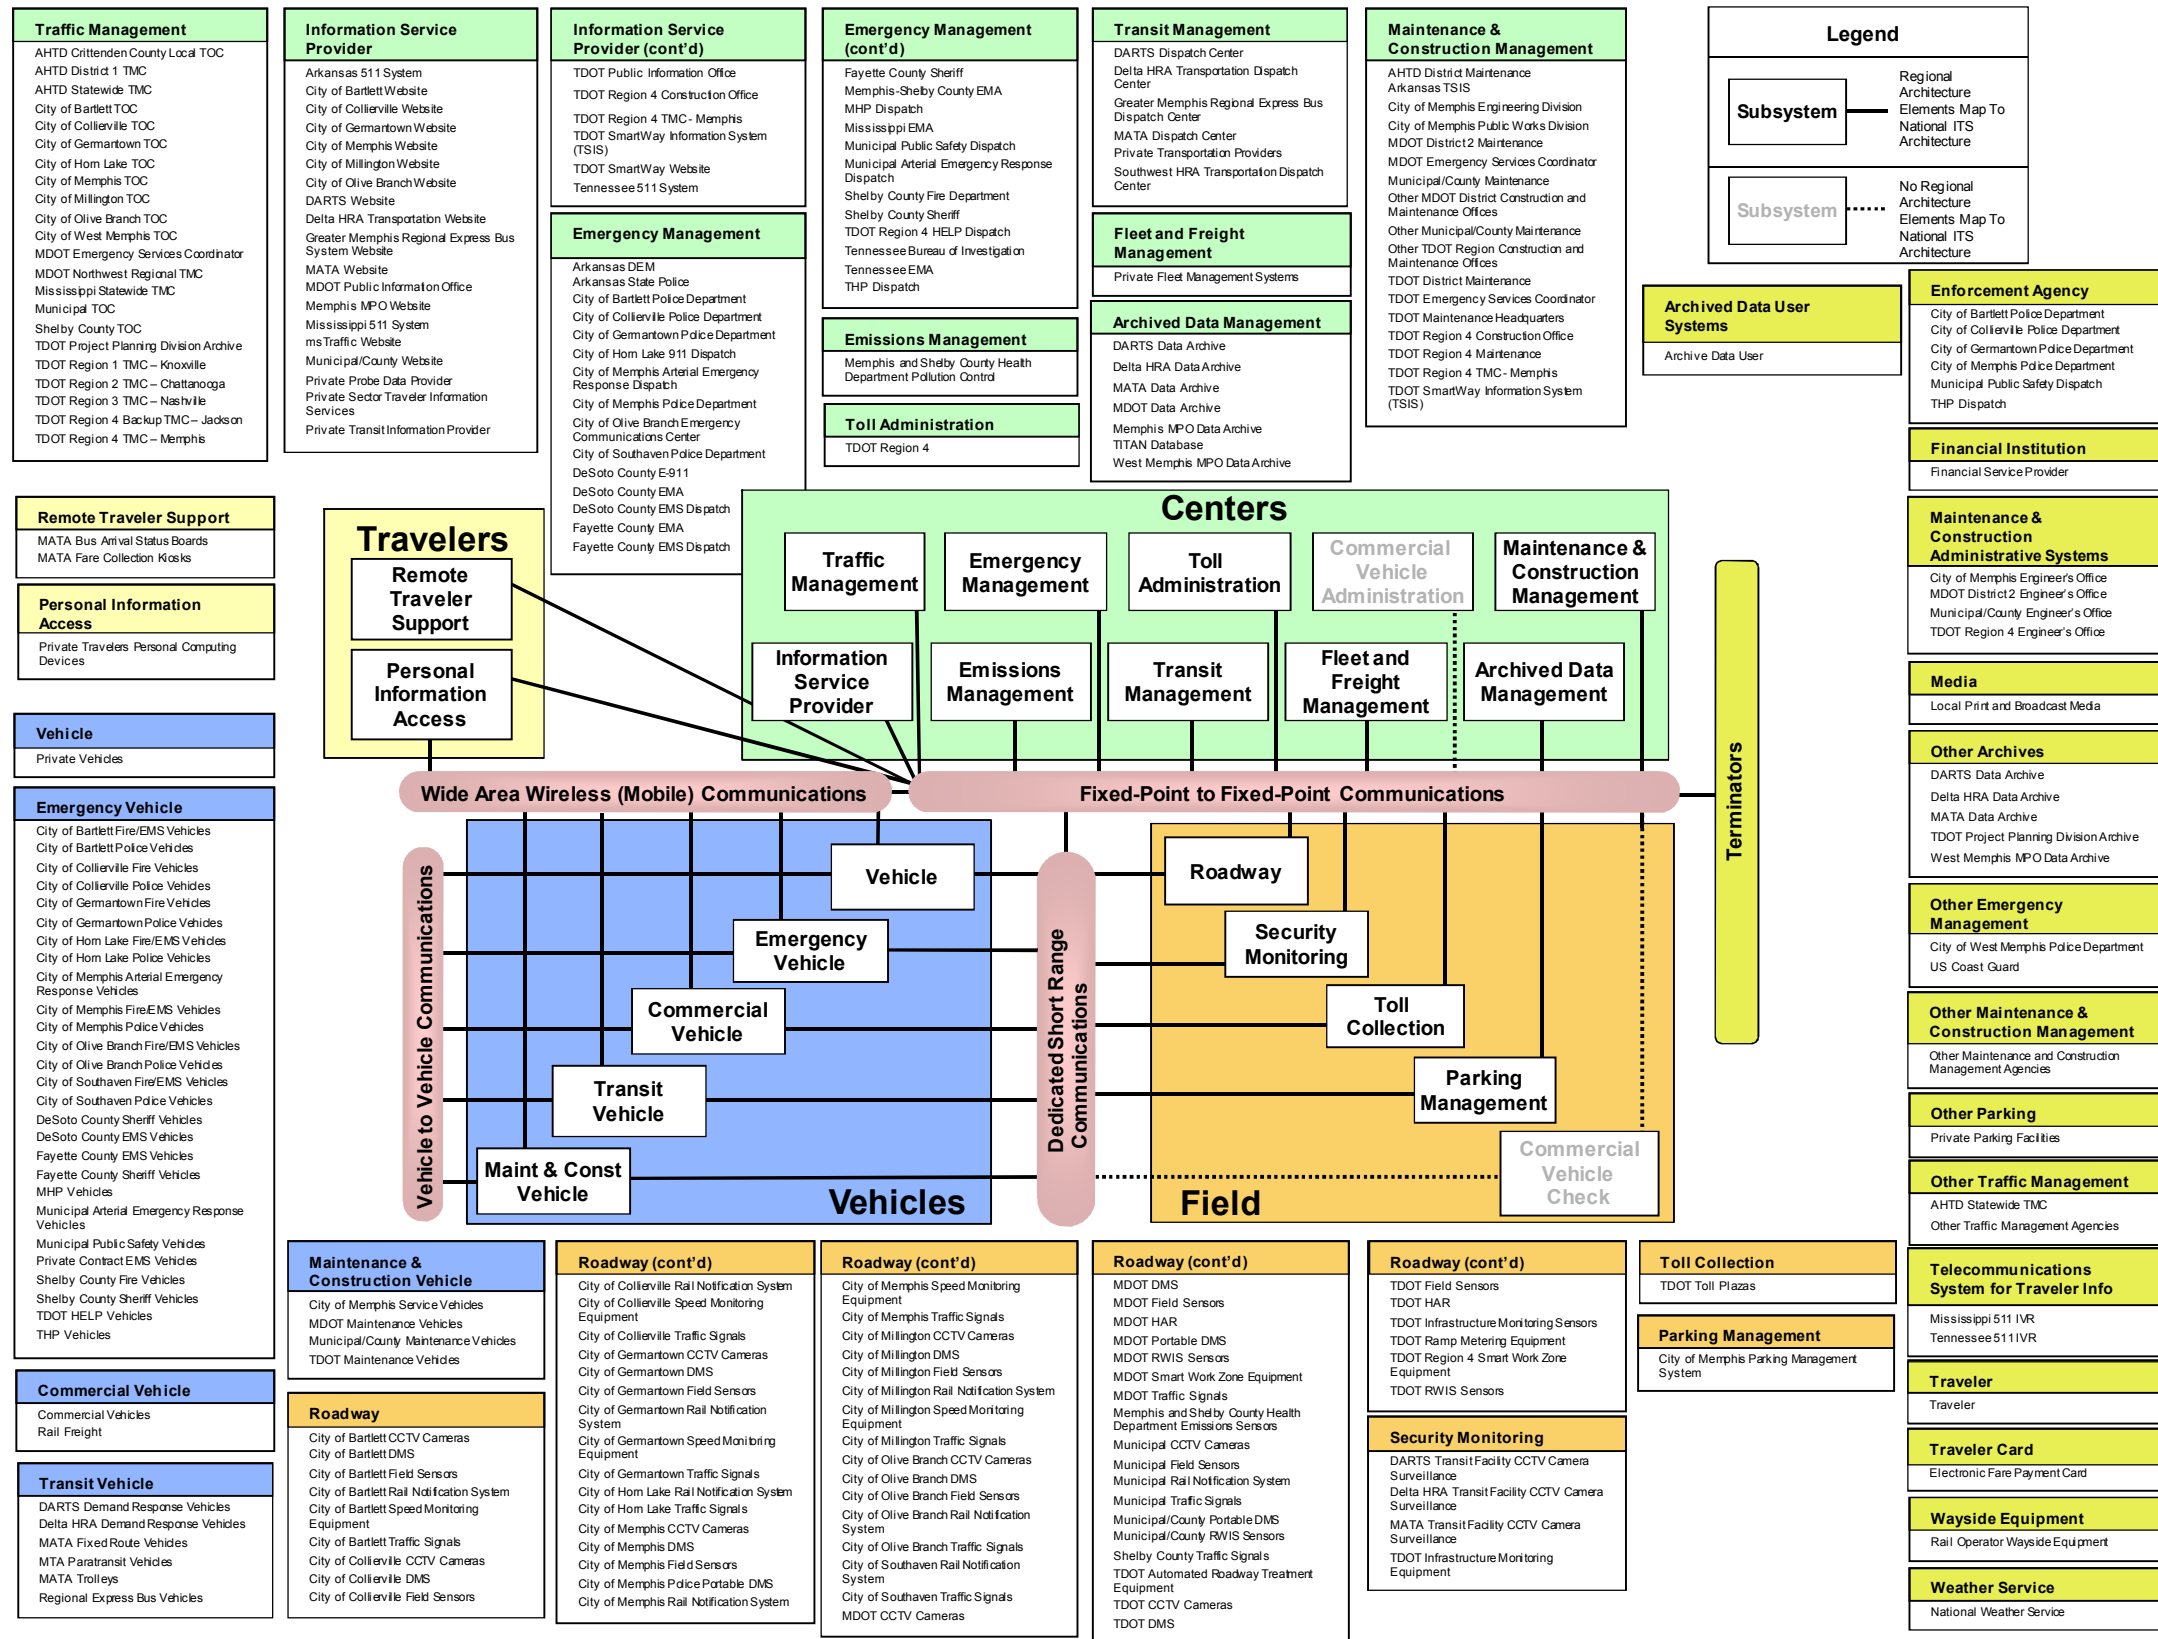 Traffic Management
AHTD Crittenden County Local TOC
AHTD District 1 TMC
AHTD Statewide TMC
City of Bartlett TOC
City of Collierville TOC
City of Germantown TOC
City of Horn Lake TOC
City of Memphis TOC
City of Millington TOC
City of Olive Branch TOC
City of West Memphis TOC
MDOT Emergency Services Coordinator
MDOT Northwest Regional TMC
Mississippi Statewide TMC
Municipal TOC
Shelby County TOC
TDOT Project Planning Division Archive
TDOT Region 1 TMC – Knoxville
TDOT Region 2 TMC – Chattanooga
TDOT Region 3 TMC – Nashville
TDOT Region 4 Backup TMC – Jackson
TDOT Region 4 TMC – Memphis
Information Service
Provider
Arkansas 511 System
City of Bartlett Website
City of Collierville Website
City of Germantown Website
City of Memphis Website
City of Millington Website
City of Olive Branch Website
DARTS Website
Delta HRA Transportation Website
Greater Memphis Regional Express Bus
System Website
MATA Website
MDOT Public Information Office
Memphis MPO Website
Mississippi 511 System
msTraffic Website
Municipal/County Website
Private Probe Data Provider
Private Sector Traveler Information
Services
Private Transit Information Provider
Information Service
Provider (cont'd)
TDOT Public Information Office
TDOT Region 4 Construction Office
TDOT Region 4 TMC - Memphis
TDOT SmartWay Information System
(TSIS)
TDOT SmartWay Website
Tennessee 511 System
Emergency Management
Arkansas DEM
Arkansas State Police
City of Bartlett Police Department
City of Collierville Police Department
City of Germantown Police Department
City of Horn Lake 911 Dispatch
City of Memphis Arterial Emergency
Response Dispatch
City of Memphis Police Department
City of Olive Branch Emergency
Communications Center
City of Southaven Police Department
DeSoto County E-911
DeSoto County EMA
DeSoto County EMS Dispatch
Fayette County EMA
Fayette County EMS Dispatch
Emergency Management
(cont'd)
Fayette County Sheriff
Memphis-Shelby County EMA
MHP Dispatch
Mississippi EMA
Municipal Public Safety Dispatch
Municipal Arterial Emergency Response
Dispatch
Shelby County Fire Department
Shelby County Sheriff
TDOT Region 4 HELP Dispatch
Tennessee Bureau of Investigation
Tennessee EMA
THP Dispatch
Emissions Management
Memphis and Shelby County Health
Department Pollution Control
Toll Administration
TDOT Region 4
Transit Management
DARTS Dispatch Center
Delta HRA Transportation Dispatch
Center
Greater Memphis Regional Express Bus
Dispatch Center
MATA Dispatch Center
Private Transportation Providers
Southwest HRA Transportation Dispatch
Center
Fleet and Freight
Management
Private Fleet Management Systems
Archived Data Management
DARTS Data Archive
Delta HRA Data Archive
MATA Data Archive
MDOT Data Archive
Memphis MPO Data Archive
TITAN Database
West Memphis MPO Data Archive
Maintenance &
Construction Management
AHTD District Maintenance
Arkansas TSIS
City of Memphis Engineering Division
City of Memphis Public Works Division
MDOT District 2 Maintenance
MDOT Emergency Services Coordinator
Municipal/County Maintenance
Other MDOT District Construction and
Maintenance Offices
Other Municipal/County Maintenance
Other TDOT Region Construction and
Maintenance Offices
TDOT District Maintenance
TDOT Emergency Services Coordinator
TDOT Maintenance Headquarters
TDOT Region 4 Construction Office
TDOT Region 4 Maintenance
TDOT Region 4 TMC - Memphis
TDOT SmartWay Information System
(TSIS)
Legend
Subsystem
Regional
Architecture
Elements Map To
National ITS
Architecture
Subsystem
No Regional
Architecture
Elements Map To
National ITS
Architecture
Archived Data User
Systems
Archive Data User
Enforcement Agency
City of Bartlett Police Department
City of Collierville Police Department
City of Germantown Police Department
City of Memphis Police Department
Municipal Public Safety Dispatch
THP Dispatch
Financial Institution
Financial Service Provider
Maintenance &
Construction
Administrative Systems
City of Memphis Engineer's Office
MDOT District 2 Engineer's Office
Municipal/County Engineer's Office
TDOT Region 4 Engineer's Office
Media
Local Print and Broadcast Media
Other Archives
DARTS Data Archive
Delta HRA Data Archive
MATA Data Archive
TDOT Project Planning Division Archive
West Memphis MPO Data Archive
Other Emergency
Management
City of West Memphis Police Department
US Coast Guard
Other Maintenance &
Construction Management
Other Maintenance and Construction
Management Agencies
Other Parking
Private Parking Facilities
Other Traffic Management
AHTD Statewide TMC
Other Traffic Management Agencies
Telecommunications
System for Traveler Info
Mississippi 511 IVR
Tennessee 511 IVR
Traveler
Traveler
Traveler Card
Electronic Fare Payment Card
Wayside Equipment
Rail Operator Wayside Equipment
Weather Service
National Weather Service
Remote Traveler Support
MATA Bus Arrival Status Boards
MATA Fare Collection Kiosks
Personal Information
Access
Private Travelers Personal Computing
Devices
Vehicle
Private Vehicles
Emergency Vehicle
City of Bartlett Fire/EMS Vehicles
City of Bartlett Police Vehicles
City of Collierville Fire Vehicles
City of Collierville Police Vehicles
City of Germantown Fire Vehicles
City of Germantown Police Vehicles
City of Horn Lake Fire/EMS Vehicles
City of Horn Lake Police Vehicles
City of Memphis Arterial Emergency
Response Vehicles
City of Memphis Fire/EMS Vehicles
City of Memphis Police Vehicles
City of Olive Branch Fire/EMS Vehicles
City of Olive Branch Police Vehicles
City of Southaven Fire/EMS Vehicles
City of Southaven Police Vehicles
DeSoto County Sheriff Vehicles
DeSoto County EMS Vehicles
Fayette County EMS Vehicles
Fayette County Sheriff Vehicles
MHP Vehicles
Municipal Arterial Emergency Response
Vehicles
Municipal Public Safety Vehicles
Private Contract EMS Vehicles
Shelby County Fire Vehicles
Shelby County Sheriff Vehicles
TDOT HELP Vehicles
THP Vehicles
Commercial Vehicle
Commercial Vehicles
Rail Freight
Transit Vehicle
DARTS Demand Response Vehicles
Delta HRA Demand Response Vehicles
MATA Fixed Route Vehicles
MTA Paratransit Vehicles
MATA Trolleys
Regional Express Bus Vehicles
Travelers
Remote
Traveler
Support
Personal
Information
Access
Centers
Traffic
Management
Emergency
Management
Toll
Administration
Commercial
Vehicle
Administration
Maintenance &
Construction
Management
Information
Service
Provider
Emissions
Management
Transit
Management
Fleet and
Freight
Management
Archived Data
Management
Terminators
Wide Area Wireless (Mobile) Communications
Fixed-Point to Fixed-Point Communications
Vehicle to Vehicle Communications
Vehicle
Emergency
Vehicle
Commercial
Vehicle
Transit
Vehicle
Maint & Const
Vehicle
Vehicles
Dedicated Short Range
Communications
Roadway
Security
Monitoring
Toll
Collection
Parking
Management
Commercial
Vehicle
Check
Field
Maintenance &
Construction Vehicle
City of Memphis Service Vehicles
MDOT Maintenance Vehicles
Municipal/County Maintenance Vehicles
TDOT Maintenance Vehicles
Roadway
City of Bartlett CCTV Cameras
City of Bartlett DMS
City of Bartlett Field Sensors
City of Bartlett Rail Notification System
City of Bartlett Speed Monitoring
Equipment
City of Bartlett Traffic Signals
City of Collierville CCTV Cameras
City of Collierville DMS
City of Collierville Field Sensors
Roadway (cont'd)
City of Collierville Rail Notification System
City of Collierville Speed Monitoring
Equipment
City of Collierville Traffic Signals
City of Germantown CCTV Cameras
City of Germantown DMS
City of Germantown Field Sensors
City of Germantown Rail Notification
System
City of Germantown Speed Monitoring
Equipment
City of Germantown Traffic Signals
City of Horn Lake Rail Notification System
City of Horn Lake Traffic Signals
City of Memphis CCTV Cameras
City of Memphis DMS
City of Memphis Field Sensors
City of Memphis Police Portable DMS
City of Memphis Rail Notification System
Roadway (cont'd)
City of Memphis Speed Monitoring
Equipment
City of Memphis Traffic Signals
City of Millington CCTV Cameras
City of Millington DMS
City of Millington Field Sensors
City of Millington Rail Notification System
City of Millington Speed Monitoring
Equipment
City of Millington Traffic Signals
City of Olive Branch CCTV Cameras
City of Olive Branch DMS
City of Olive Branch Field Sensors
City of Olive Branch Rail Notification
System
City of Olive Branch Traffic Signals
City of Southaven Rail Notification
System
City of Southaven Traffic Signals
MDOT CCTV Cameras
Roadway (cont'd)
MDOT DMS
MDOT Field Sensors
MDOT HAR
MDOT Portable DMS
MDOT RWIS Sensors
MDOT Smart Work Zone Equipment
MDOT Traffic Signals
Memphis and Shelby County Health
Department Emissions Sensors
Municipal CCTV Cameras
Municipal Field Sensors
Municipal Rail Notification System
Municipal Traffic Signals
Municipal/County Portable DMS
Municipal/County RWIS Sensors
Shelby County Traffic Signals
TDOT Automated Roadway Treatment
Equipment
TDOT CCTV Cameras
TDOT DMS
Roadway (cont'd)
TDOT Field Sensors
TDOT HAR
TDOT Infrastructure Monitoring Sensors
TDOT Ramp Metering Equipment
TDOT Region 4 Smart Work Zone
Equipment
TDOT RWIS Sensors
Security Monitoring
DARTS Transit Facility CCTV Camera
Surveillance
Delta HRA Transit Facility CCTV Camera
Surveillance
MATA Transit Facility CCTV Camera
Surveillance
TDOT Infrastructure Monitoring
Equipment
Toll Collection
TDOT Toll Plazas
Parking Management
City of Memphis Parking Management
System